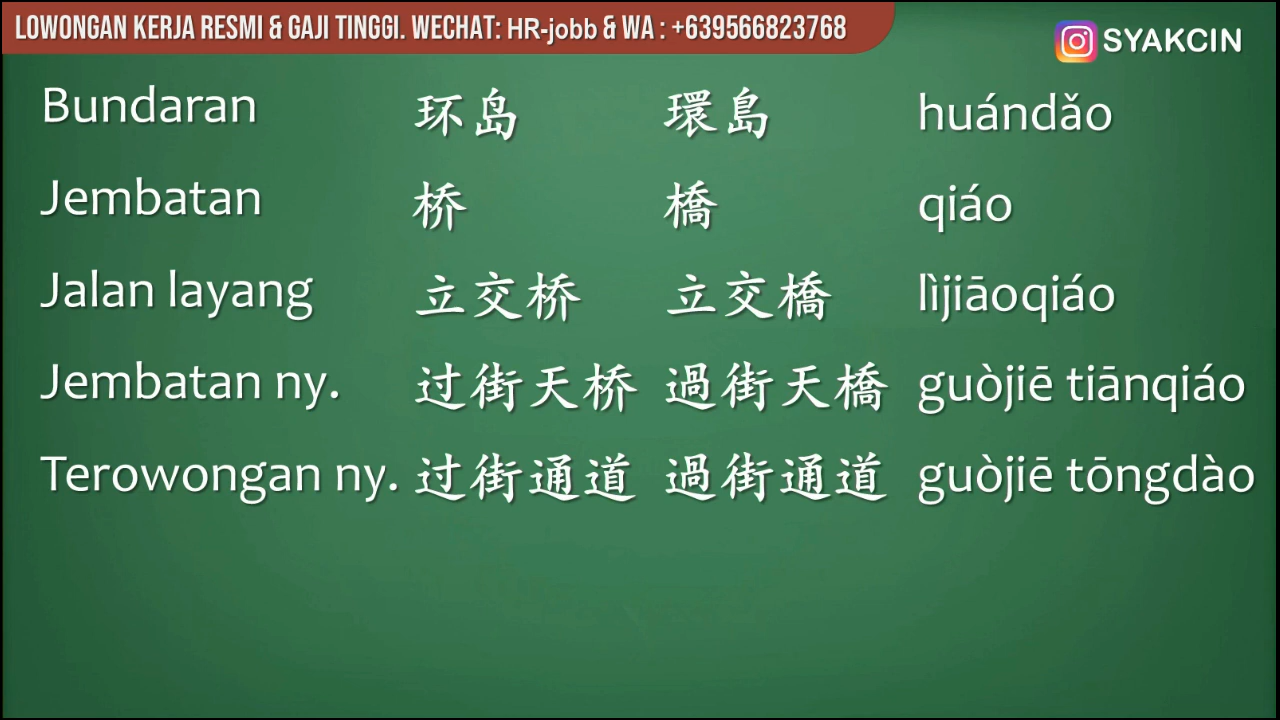 LOWONGAN KERJA RESMI & GAJI TINGGI. WECHAT: HR-jobb & WA : +639566823768
SYAKCIN
Bundaran 环岛 環島 huándǎo
Jembatan 桥 橋 qiáo
Jalan layang 立交桥 立交橋 lìjiāoqiáo
Jembatan ny. 过街天桥 過街天橋 guòjiē tiānqiáo
Terowongan ny. 过街通道 過街通道 guòjiē tōngdào